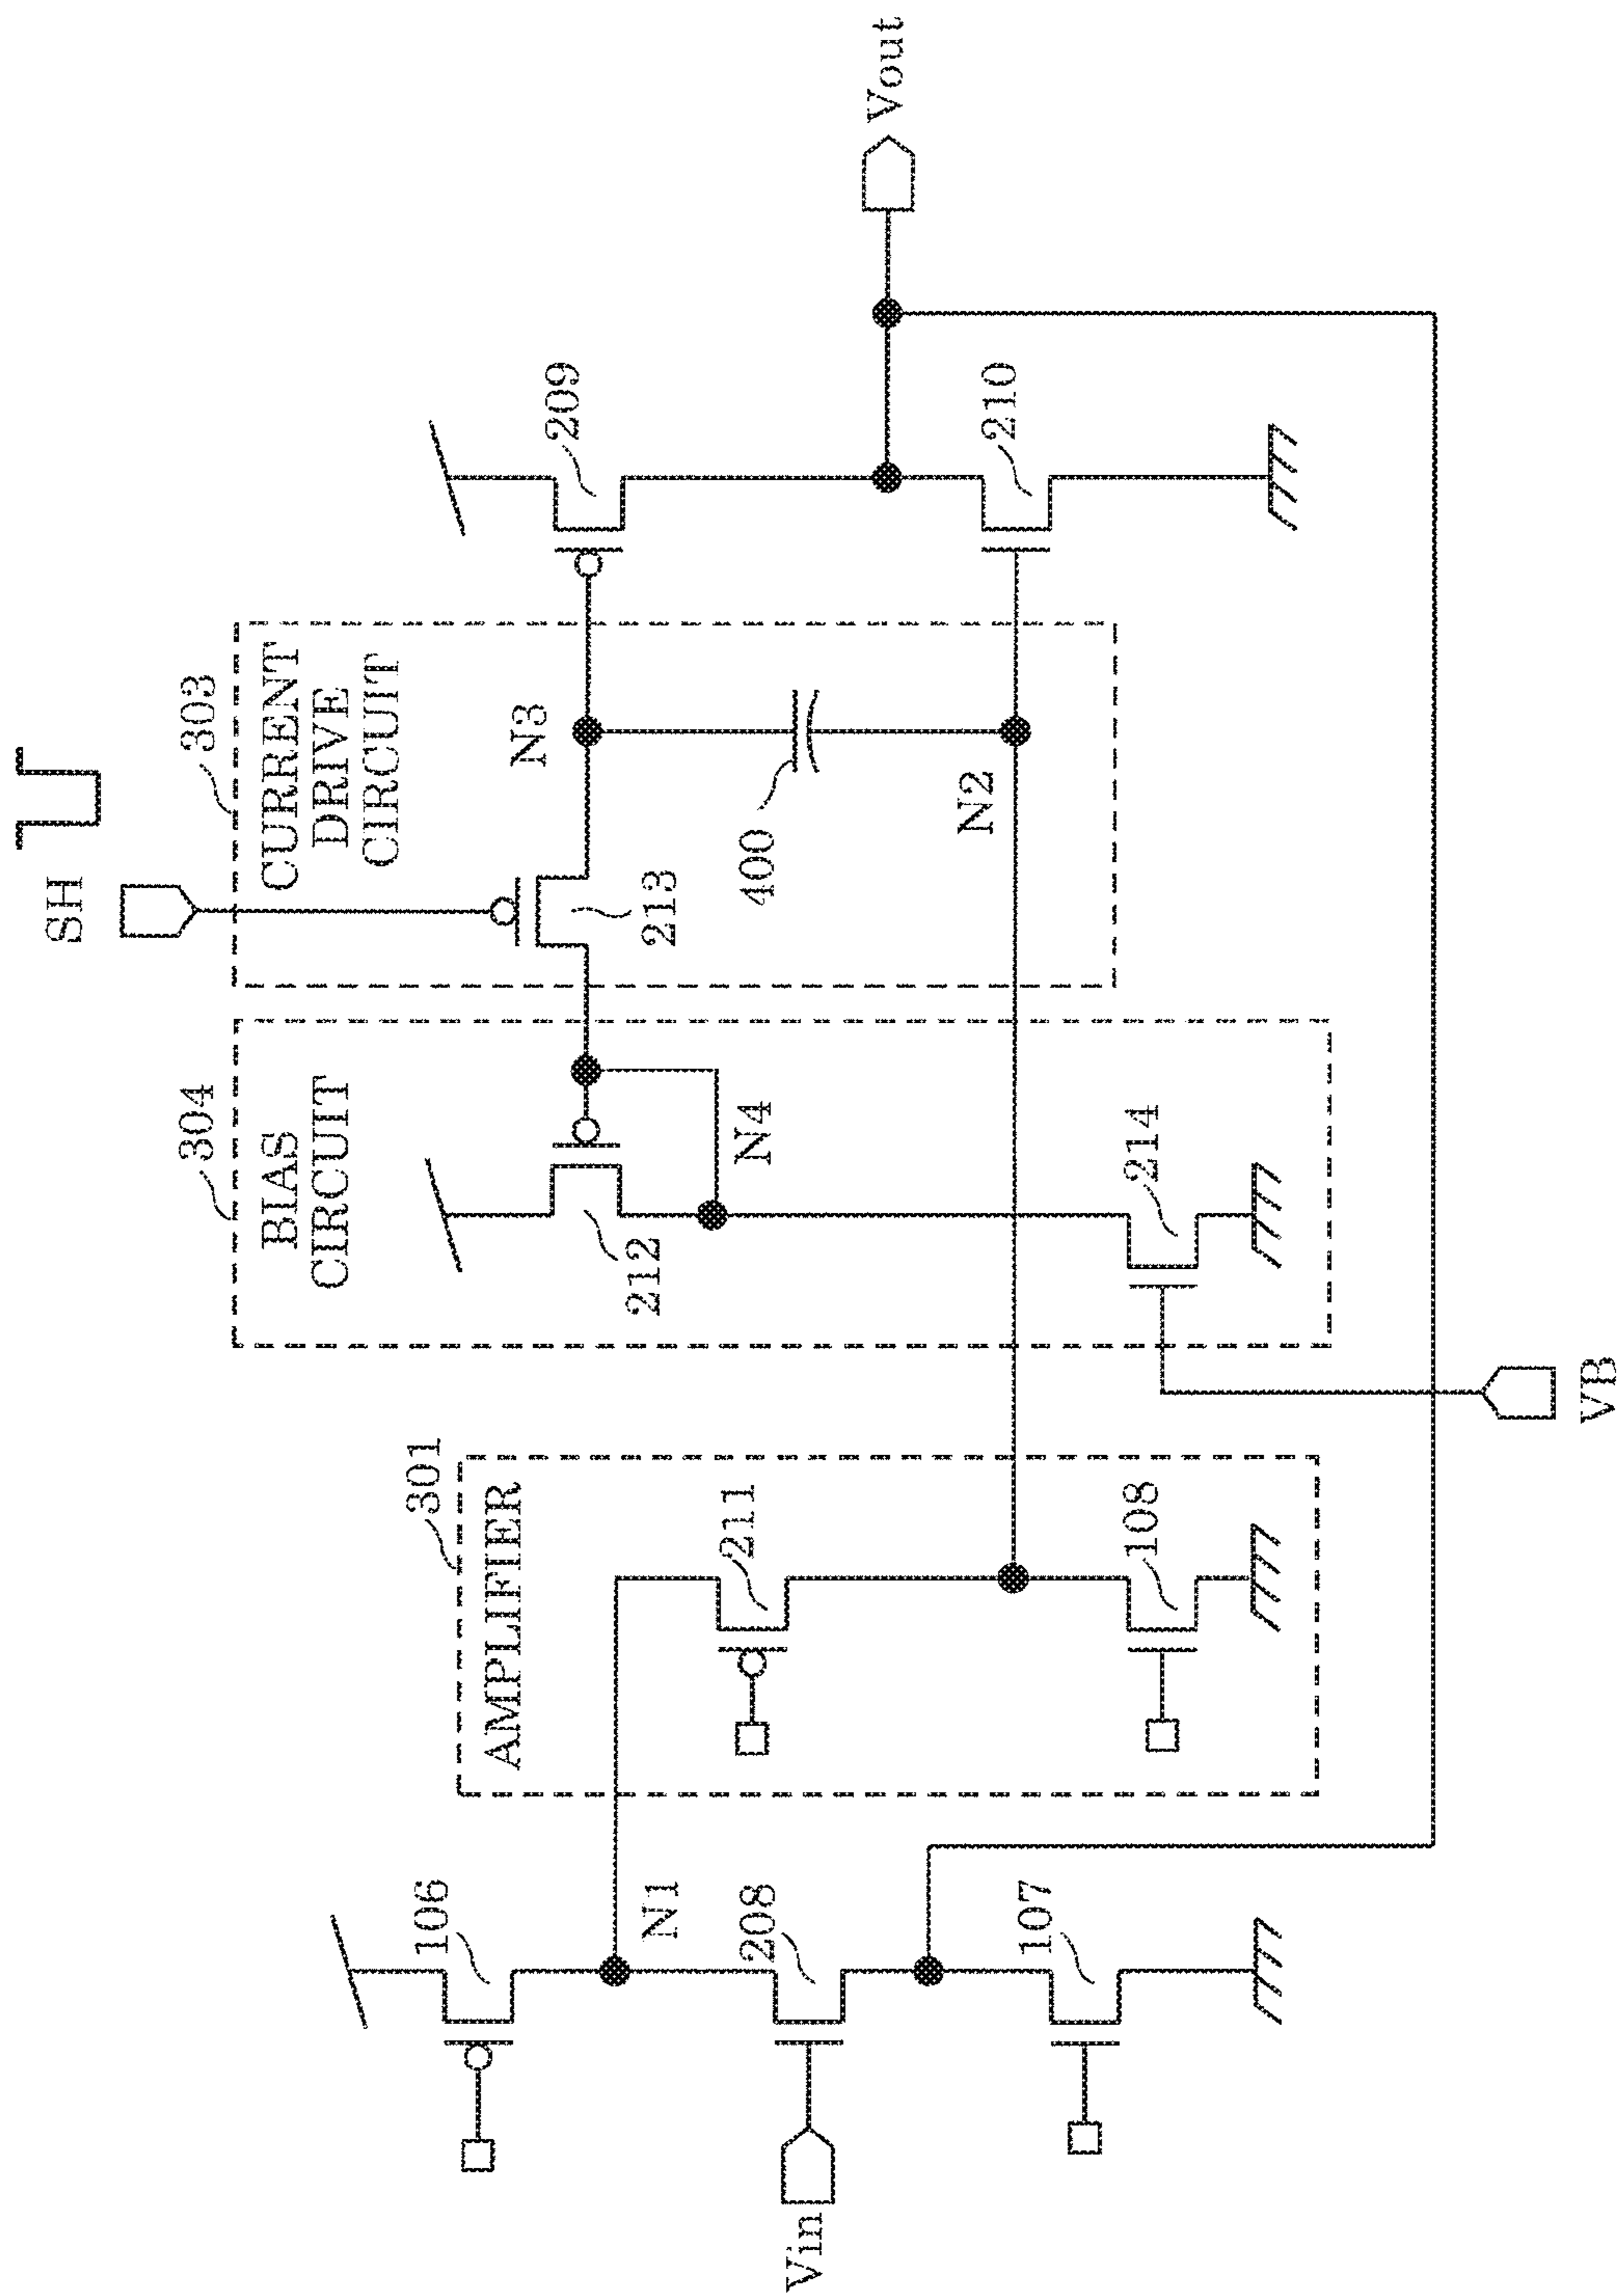 SH
303
CURRENT
DRIVE
CIRCUIT
304
BIAS
CIRCUIT
301
AMPLIFIER
106
N1
208
107
Vin
211
108
212
N4
214
VB
213
N3
400
N2
209
210
Vout